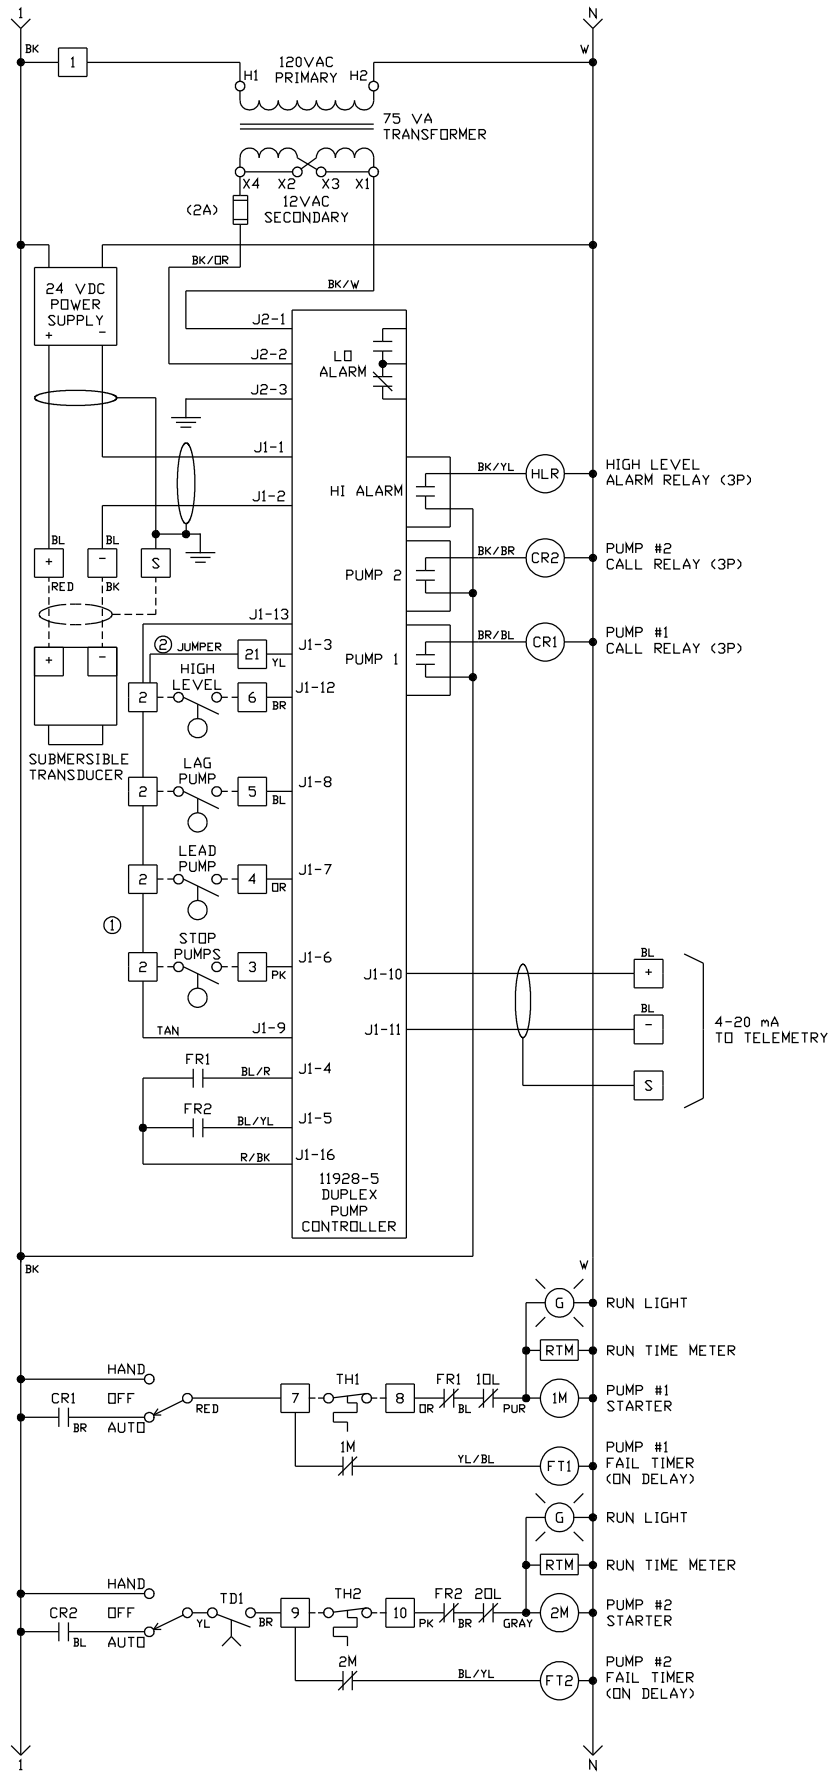 1
N
BK
W
1
120VAC
PRIMARY
H1
H2
75 VA
TRANSFORMER
X4
X2
X3
X1
12VAC
SECONDARY
(2A)
BK/OR
BK/W
24 VDC
POWER
SUPPLY
+
-
J2-1
J2-2
J2-3
J1-1
J1-2
LO
ALARM
HI ALARM
BK/YL
HLR
HIGH LEVEL
ALARM RELAY (3P)
BL
BL
+
-
S
RED
BK
PUMP 2
BK/BR
CR2
PUMP #2
CALL RELAY (3P)
J1-13
+
-
2
JUMPER
21
YL
J1-3
PUMP 1
BR/BL
CR1
PUMP #1
CALL RELAY (3P)
HIGH
LEVEL
2
6
BR
J1-12
SUBMERSIBLE
TRANSDUCER
LAG
PUMP
2
5
BL
J1-8
LEAD
PUMP
2
4
OR
J1-7
1
STOP
PUMPS
2
3
PK
J1-6
J1-10
BL
+
J1-11
BL
-
S
4-20 mA
TO TELEMETRY
TAN
J1-9
FR1
BL/R
J1-4
FR2
BL/YL
J1-5
R/BK
J1-16
11928-5
DUPLEX
PUMP
CONTROLLER
BK
W
G
RUN LIGHT
RTM
RUN TIME METER
HAND
OFF
AUTO
CR1
BR
RED
7
TH1
8
OR
FR1
BL
1OL
PUR
1M
PUMP #1
STARTER
1M
YL/BL
FT1
PUMP #1
FAIL TIMER
(ON DELAY)
G
RUN LIGHT
RTM
RUN TIME METER
HAND
OFF
AUTO
CR2
BL
YL
TD1
BR
9
TH2
10
PK
FR2
BR
2OL
GRAY
2M
PUMP #2
STARTER
2M
BL/YL
FT2
PUMP #2
FAIL TIMER
(ON DELAY)
1
N